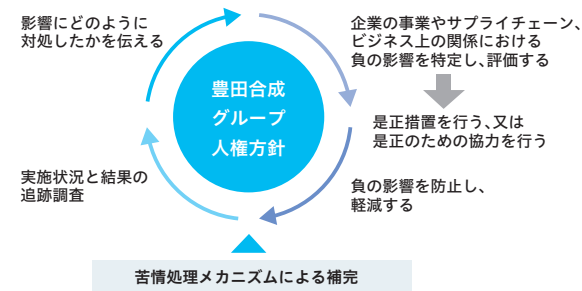 影響にどのように
対処したかを伝える
企業の事業やサプライチェーン、
ビジネス上の関係における
負の影響を特定し、評価する
豊田合成
グループ
人権方針
是正措置を行う、又は
是正のための協力を行う
実施状況と結果の
追跡調査
負の影響を防止し、
軽減する
苦情処理メカニズムによる補完